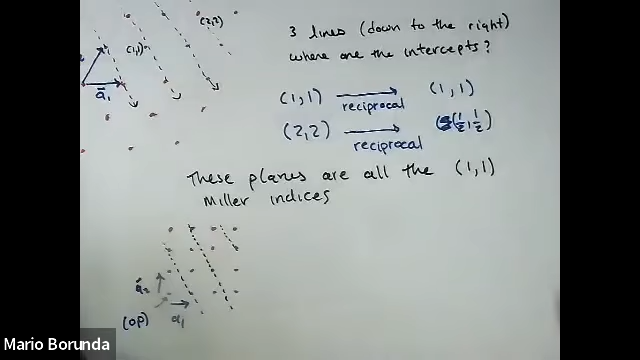 (2,2)
(1,1)
a₁
3 lines (down to the right)
where are the intercepts?
(1,1) reciprocal (1,1)
(2,2) reciprocal (1/2, 1/2)
These planes are all the (1,1)
Miller indices
a₂
a₁
(op)
Mario Borunda